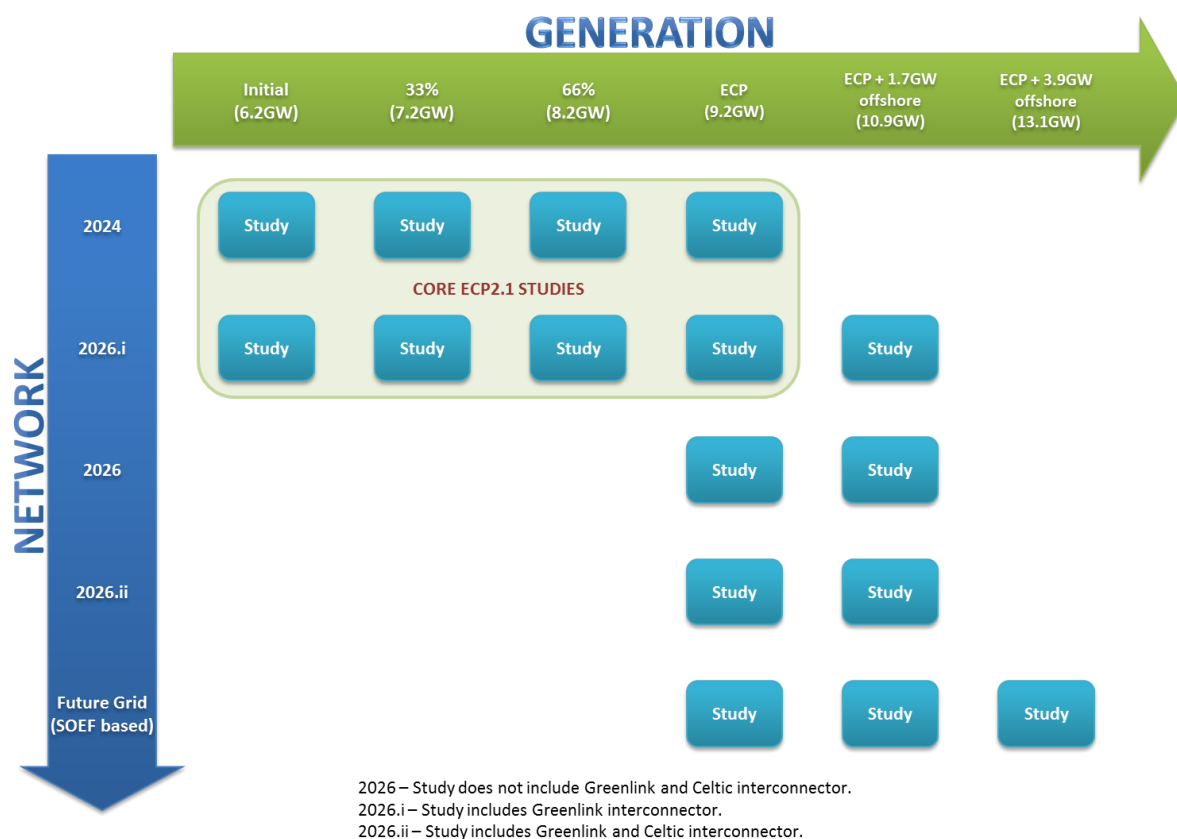 GENERATION
Initial
(6.2GW)
33%
(7.2GW)
66%
(8.2GW)
ECP
(9.2GW)
ECP + 1.7GW
offshore
(10.9GW)
ECP + 3.9GW
offshore
(13.1GW)
NETWORK
2024
Study
Study
Study
Study
CORE ECP2.1 STUDIES
2026.i
Study
Study
Study
Study
Study
2026
Study
Study
2026.ii
Study
Study
Future Grid
(SOEF based)
Study
Study
Study
2026 – Study does not include Greenlink and Celtic interconnector.
2026.i – Study includes Greenlink interconnector.
2026.ii – Study includes Greenlink and Celtic interconnector.